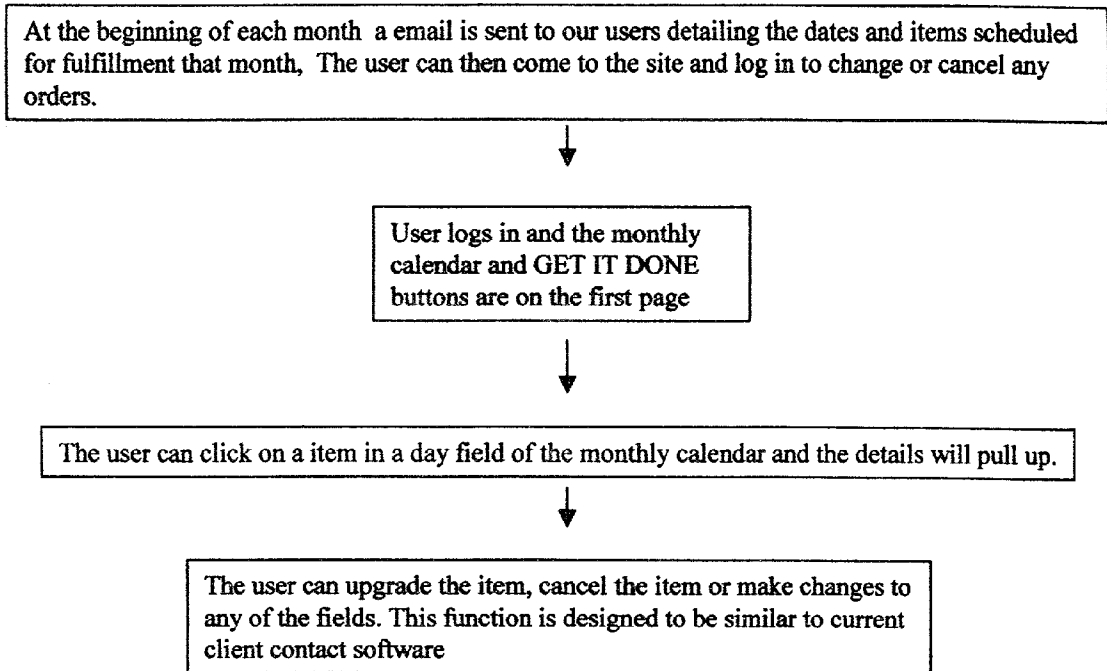 At the beginning of each month a email is sent to our users detailing the dates and items scheduled
for fulfillment that month, The user can then come to the site and log in to change or cancel any
orders.
User logs in and the monthly
calendar and GET IT DONE
buttons are on the first page
The user can click on a item in a day field of the monthly calendar and the details will pull up.
The user can upgrade the item, cancel the item or make changes to
any of the fields. This function is designed to be similar to current
client contact software